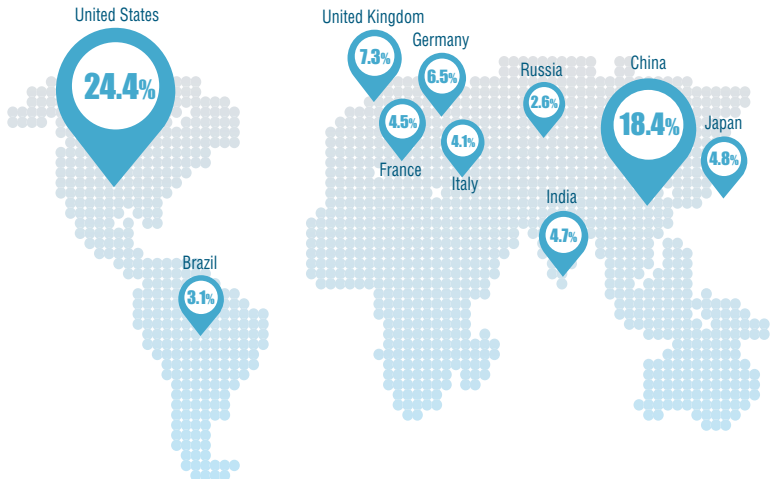 United States
24.4%
United Kingdom
7.3%
Germany
6.5%
France
4.5%
Italy
4.1%
Russia
2.6%
China
18.4%
Japan
4.8%
India
4.7%
Brazil
3.1%